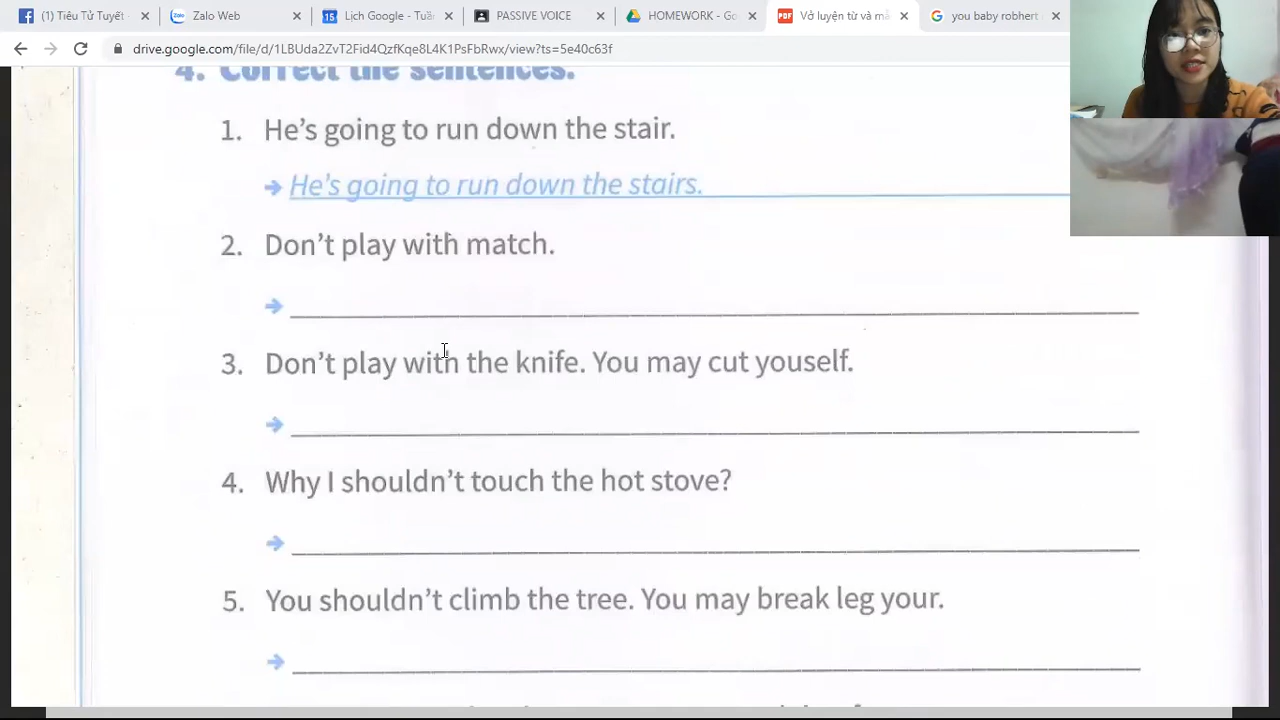 (1) Tiểu Tử Tuyết
Zalo Web
Lịch Google - Tuầ
PASSIVE VOICE
HOMEWORK - Go
Vở luyện từ và mẫ
you baby robhert
drive.google.com/file/d/1LBUda2ZvT2Fid4QzfKqe8L4K1PsFbRwx/view?ts=5e40c63f
4. Correct the sentences.
1. He's going to run down the stair.
→ He's going to run down the stairs.
2. Don't play with match.
→
3. Don't play with the knife. You may cut youself.
→
4. Why I shouldn't touch the hot stove?
→
5. You shouldn't climb the tree. You may break leg your.
→